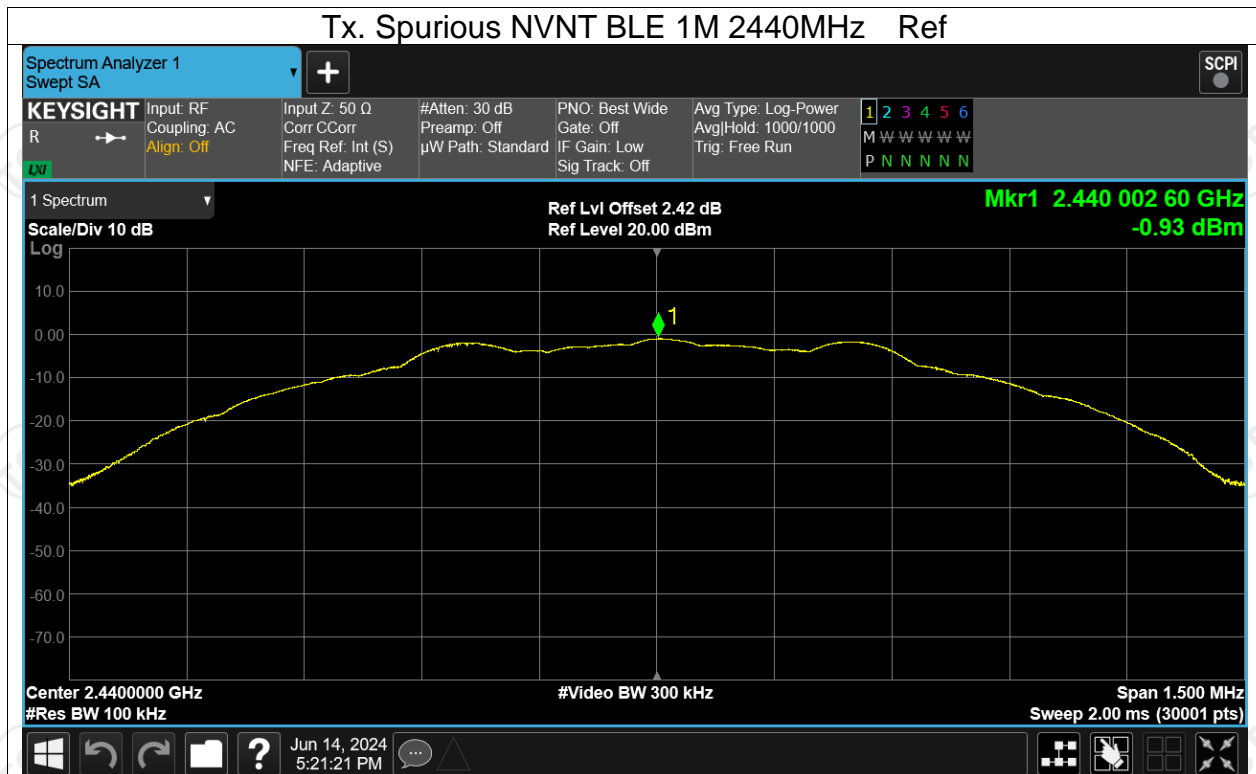 Tx. Spurious NVNT BLE 1M 2440MHz Ref
Spectrum Analyzer 1
Swept SA
+
SCPI
KEYSIGHT
R
LXI
Input: RF
Coupling: AC
Align: Off
Input Z: 50 Ω
Corr CCorr
Freq Ref: Int (S)
NFE: Adaptive
#Atten: 30 dB
Preamp: Off
µW Path: Standard
PNO: Best Wide
Gate: Off
IF Gain: Low
Sig Track: Off
Avg Type: Log-Power
Avg|Hold: 1000/1000
Trig: Free Run
1 2 3 4 5 6
M W W W W W
P N N N N N
1 Spectrum
Scale/Div 10 dB
Log
Ref Lvl Offset 2.42 dB
Ref Level 20.00 dBm
Mkr1 2.440 002 60 GHz
-0.93 dBm
10.0
0.00
-10.0
-20.0
-30.0
-40.0
-50.0
-60.0
-70.0
1
Center 2.4400000 GHz
#Res BW 100 kHz
#Video BW 300 kHz
Span 1.500 MHz
Sweep 2.00 ms (30001 pts)
?
Jun 14, 2024
5:21:21 PM